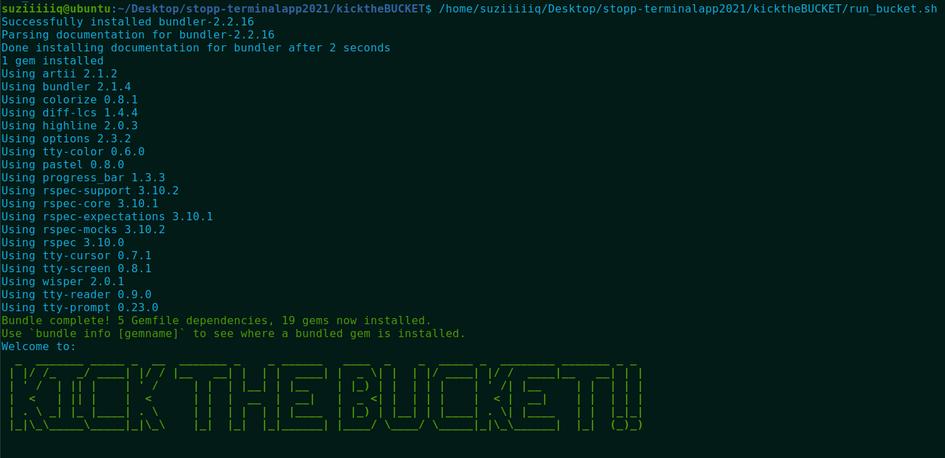 suziiiiiq@ubuntu:~/Desktop/stopp-terminalapp2021/kicktheBUCKET$ /home/suziiiiiq/Desktop/stopp-terminalapp2021/kicktheBUCKET/run_bucket.sh
Successfully installed bundler-2.2.16
Parsing documentation for bundler-2.2.16
Done installing documentation for bundler after 2 seconds
1 gem installed
Using artii 2.1.2
Using bundler 2.1.4
Using colorize 0.8.1
Using diff-lcs 1.4.4
Using highline 2.0.3
Using options 2.3.2
Using tty-color 0.6.0
Using pastel 0.8.0
Using progress_bar 1.3.3
Using rspec-support 3.10.2
Using rspec-core 3.10.1
Using rspec-expectations 3.10.1
Using rspec-mocks 3.10.2
Using rspec 3.10.0
Using tty-cursor 0.7.1
Using tty-screen 0.8.1
Using wisper 2.0.1
Using tty-reader 0.9.0
Using tty-prompt 0.23.0
Bundle complete! 5 Gemfile dependencies, 19 gems now installed.
Use `bundle info [gemname]` to see where a bundled gem is installed.
Welcome to:
KICK THE BUCKET!!